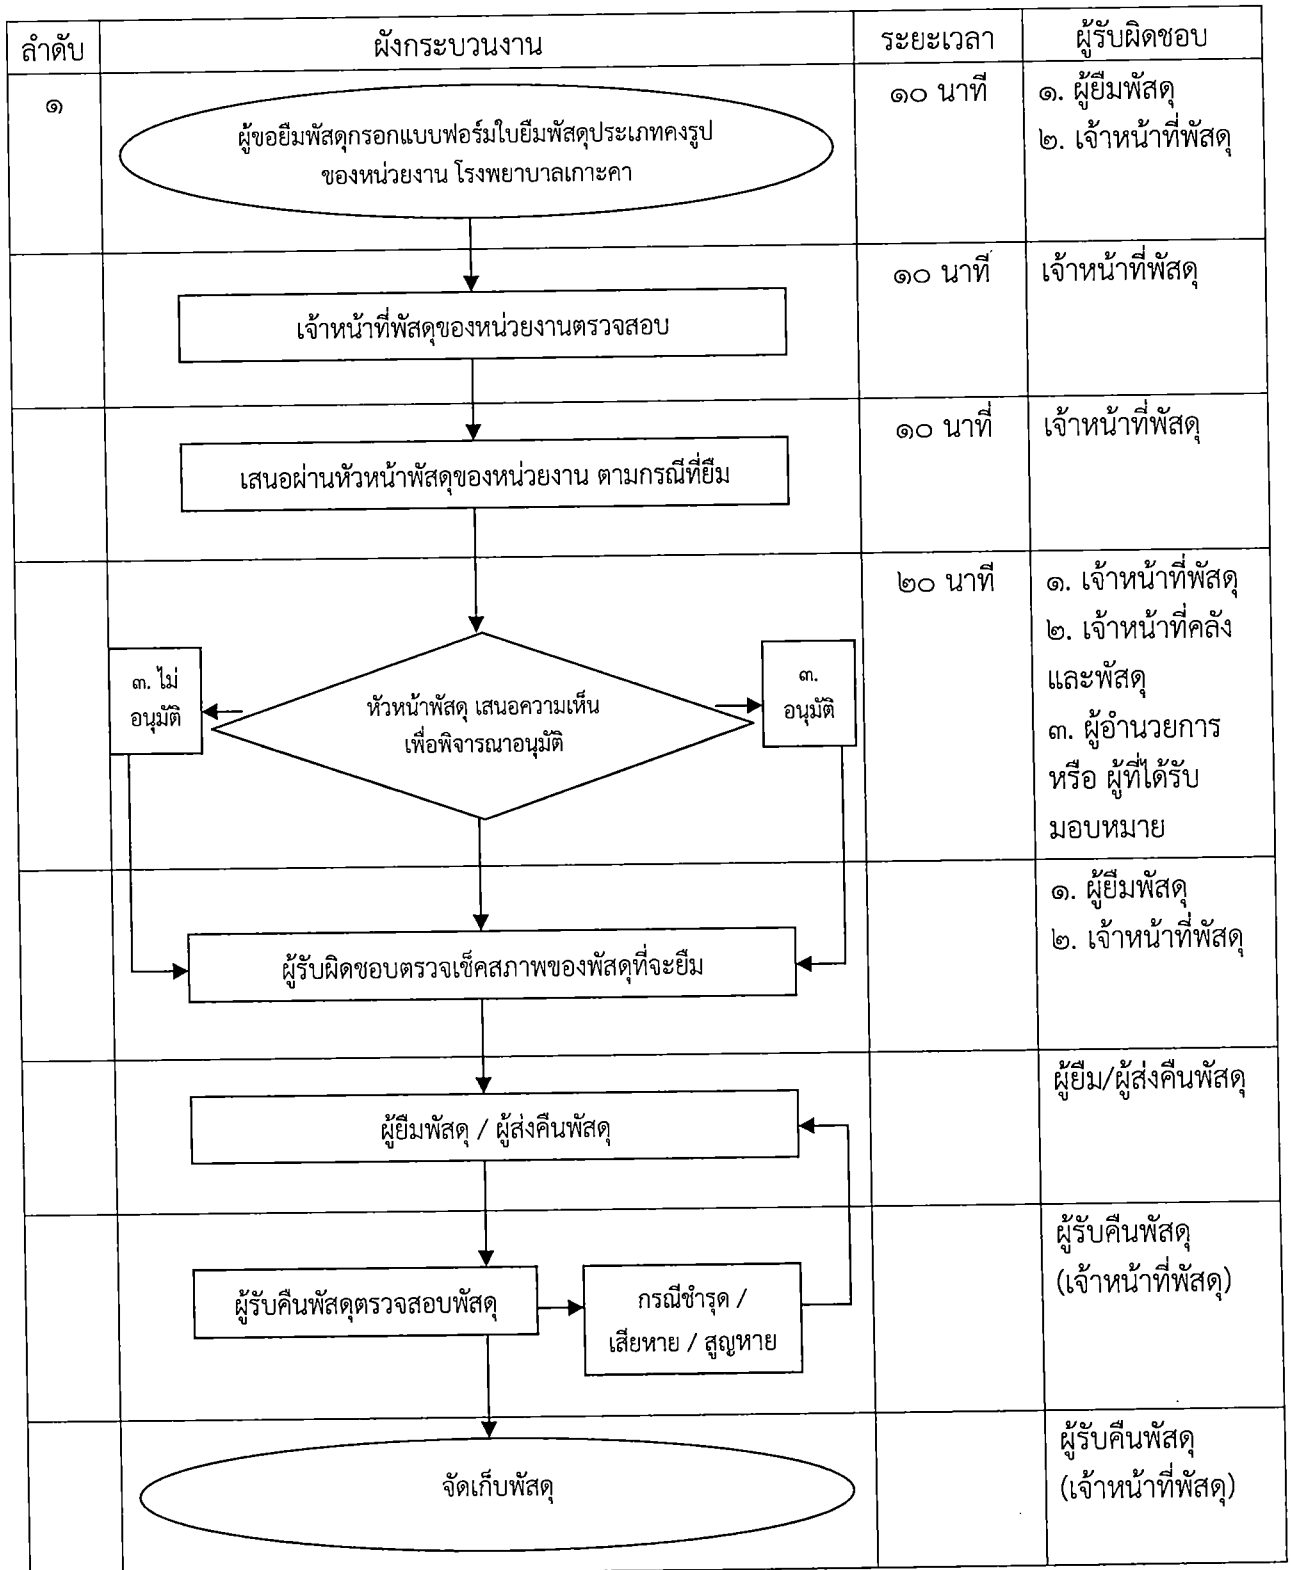 ลำดับ
ผังกระบวนงาน
ระยะเวลา
ผู้รับผิดชอบ
๑
ผู้ขอยืมพัสดุกรอกแบบฟอร์มใบยืมพัสดุประเภทคงรูป
ของหน่วยงาน โรงพยาบาลเกาะคา
๑๐ นาที
๑. ผู้ยืมพัสดุ
๒. เจ้าหน้าที่พัสดุ
เจ้าหน้าที่พัสดุของหน่วยงานตรวจสอบ
๑๐ นาที
เจ้าหน้าที่พัสดุ
เสนอผ่านหัวหน้าพัสดุของหน่วยงาน ตามกรณีที่ยืม
๑๐ นาที
เจ้าหน้าที่พัสดุ
๓. ไม่
อนุมัติ
หัวหน้าพัสดุ เสนอความเห็น
เพื่อพิจารณาอนุมัติ
๓.
อนุมัติ
๒๐ นาที
๑. เจ้าหน้าที่พัสดุ
๒. เจ้าหน้าที่คลัง
และพัสดุ
๓. ผู้อำนวยการ
หรือ ผู้ที่ได้รับ
มอบหมาย
ผู้รับผิดชอบตรวจเช็คสภาพของพัสดุที่จะยืม
๑. ผู้ยืมพัสดุ
๒. เจ้าหน้าที่พัสดุ
ผู้ยืมพัสดุ / ผู้ส่งคืนพัสดุ
ผู้ยืม/ผู้ส่งคืนพัสดุ
ผู้รับคืนพัสดุตรวจสอบพัสดุ
กรณีชำรุด /
เสียหาย / สูญหาย
ผู้รับคืนพัสดุ
(เจ้าหน้าที่พัสดุ)
จัดเก็บพัสดุ
ผู้รับคืนพัสดุ
(เจ้าหน้าที่พัสดุ)